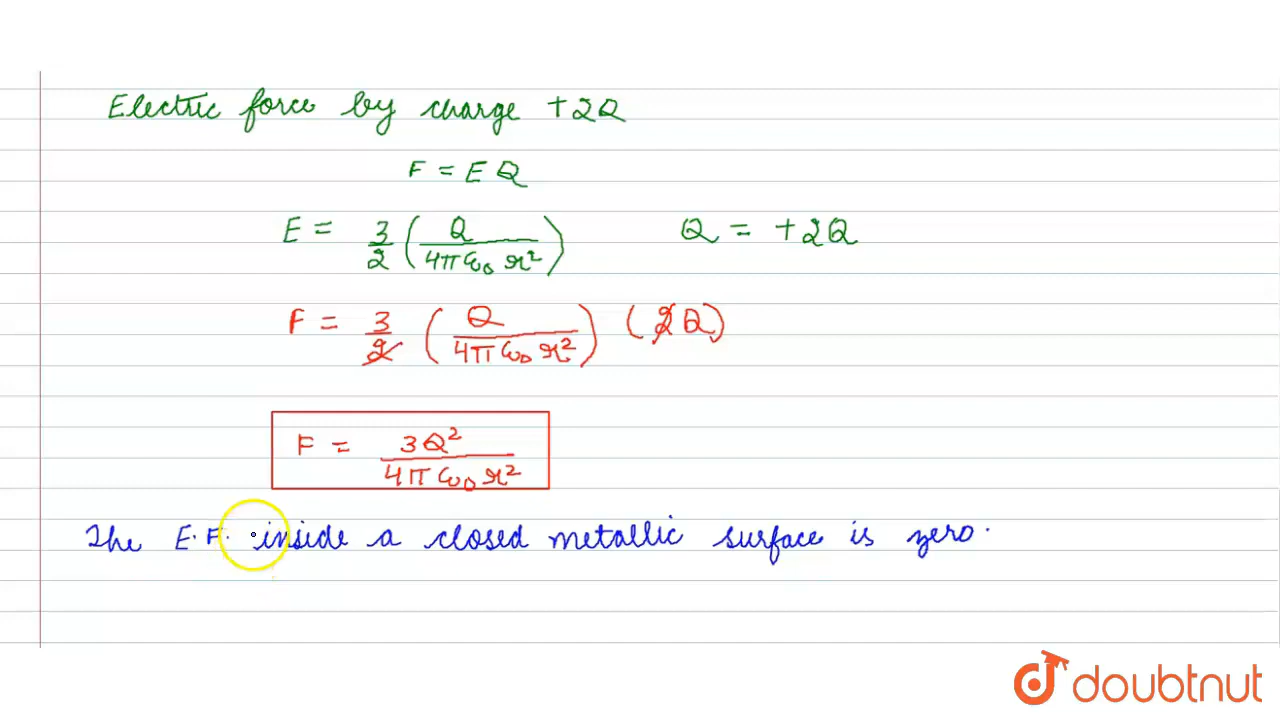 Electric force by charge +2Q
F = E Q
E = 3/2 (Q/4πε₀r²) Q = +2Q
F = 3/2 (Q/4πε₀r²) (2Q)
F = 3Q²/4πε₀r²
The E.F. inside a closed metallic surface is zero.
doubtnut